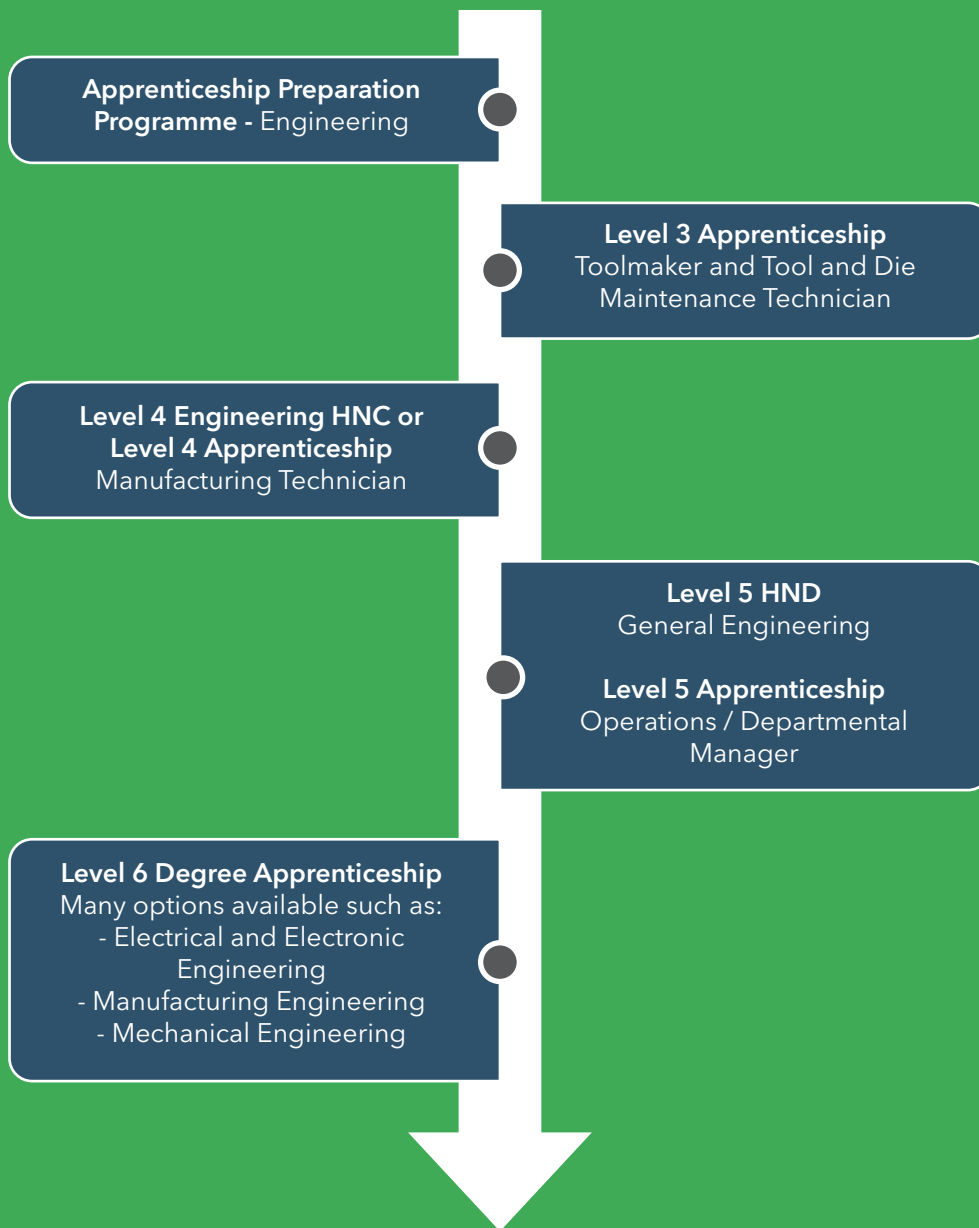 Apprenticeship Preparation
Programme - Engineering
Level 3 Apprenticeship
Toolmaker and Tool and Die
Maintenance Technician
Level 4 Engineering HNC or
Level 4 Apprenticeship
Manufacturing Technician
Level 5 HND
General Engineering
Level 5 Apprenticeship
Operations / Departmental
Manager
Level 6 Degree Apprenticeship
Many options available such as:
- Electrical and Electronic
Engineering
- Manufacturing Engineering
- Mechanical Engineering